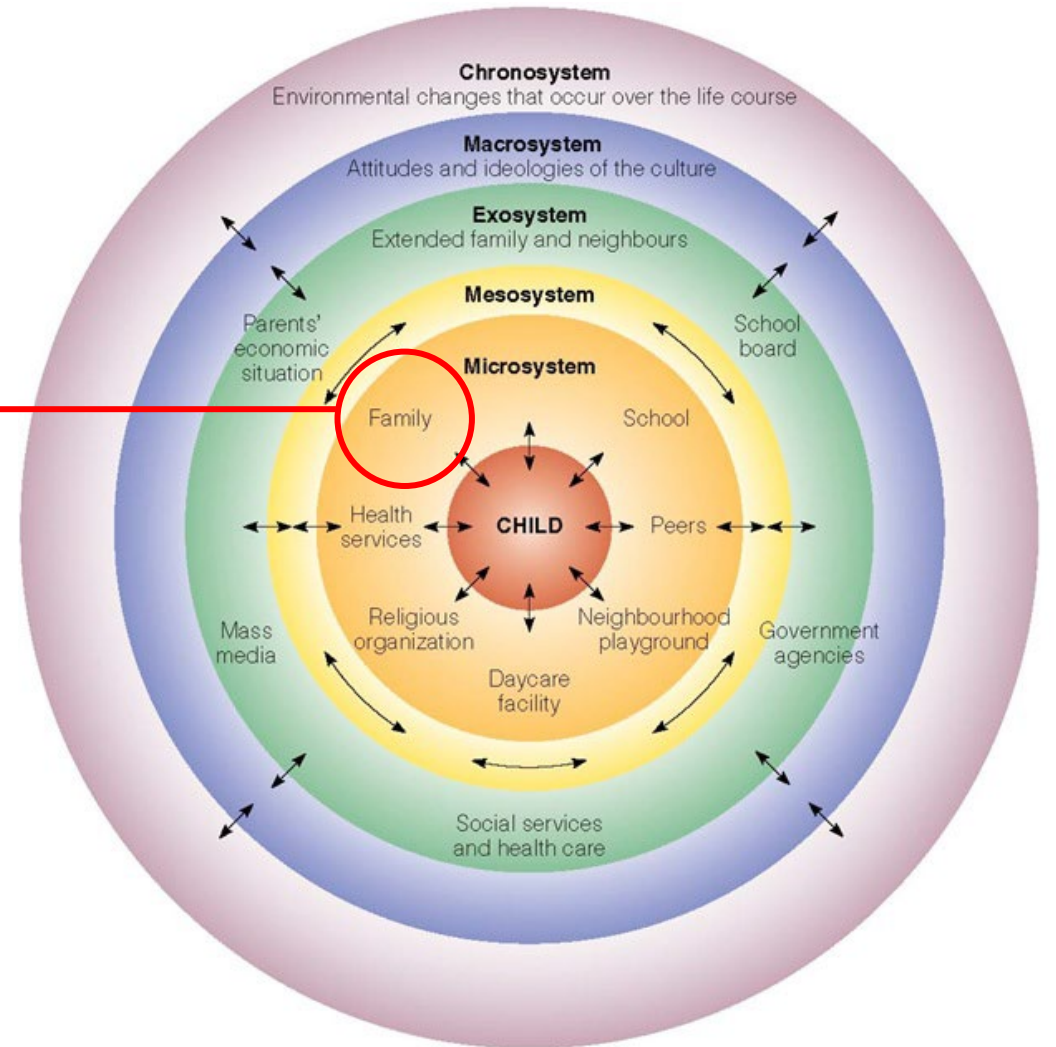 Chronosystem
Environmental changes that occur over the life course
Macrosystem
Attitudes and ideologies of the culture
Exosystem
Extended family and neighbours
Mesosystem
Parents'
economic
situation
School
board
Microsystem
Family
School
Health
services
CHILD
Peers
Religious
organization
Neighbourhood
playground
Mass
media
Government
agencies
Daycare
facility
Social services
and health care